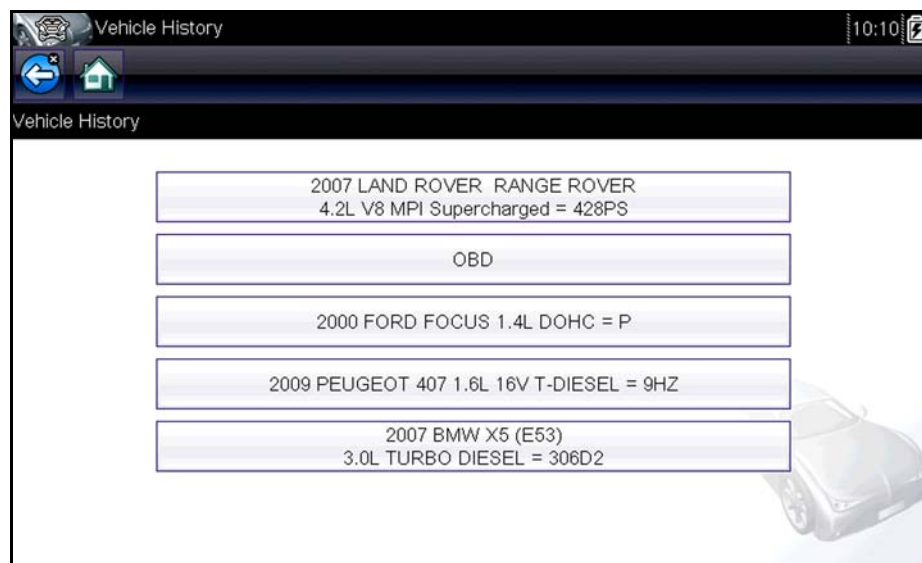 Vehicle History
10:10
Vehicle History
2007 LAND ROVER RANGE ROVER
4.2L V8 MPI Supercharged = 428PS
OBD
2000 FORD FOCUS 1.4L DOHC = P
2009 PEUGEOT 407 1.6L 16V T-DIESEL = 9HZ
2007 BMW X5 (E53)
3.0L TURBO DIESEL = 306D2